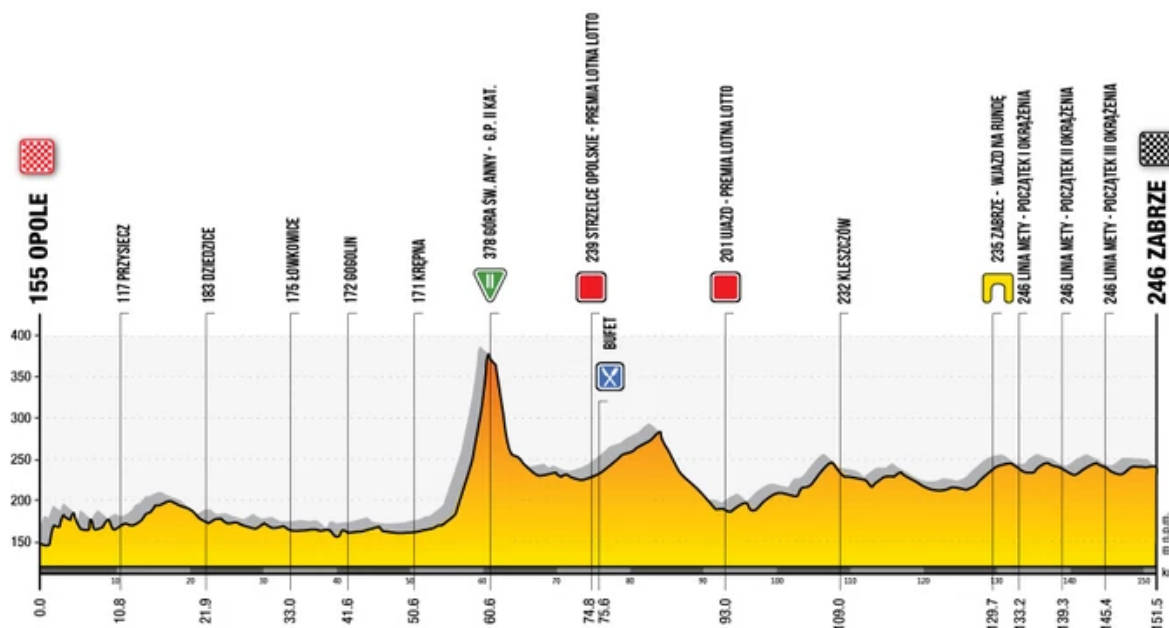 155 OPOLE
117 PRZYSIECZ
183 DZIEDZICE
175 ŁOWKOWICE
172 GOGOLIN
171 KRĘPNA
378 GÓRA ŚW. ANNY - G.P. II KAT.
239 STRZELCE OPOLSKIE - PREMIA LOTNA LOTTO
BUFET
201 UJAZD - PREMIA LOTNA LOTTO
232 KLESZCZÓW
235 ZABRZE - WJAZD NA RUNDĘ
246 LINIA METY - POCZĄTEK I OKRĄŻENIA
246 LINIA METY - POCZĄTEK II OKRĄŻENIA
246 LINIA METY - POCZĄTEK III OKRĄŻENIA
246 ZABRZE
II
400
350
300
250
200
150
m n.p.m.
10 20 30 40 50 60 70 80 90 100 110 120 130 140 150
0.0 10.8 21.9 33.0 41.6 50.6 60.6 74.8 75.6 93.0 109.0 129.7 133.2 139.3 145.4 151.5